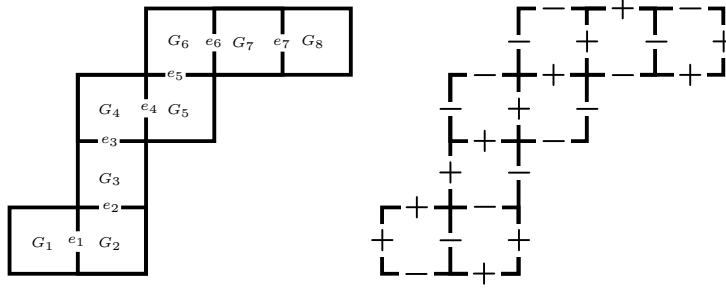 − + −
G₆ e₆ G₇ e₇ G₈ − + − +
e₅ − + − +
G₄ e₄ G₅ − + −
e₃ + −
G₃ + −
e₂ + −
G₁ e₁ G₂ + − +
− +